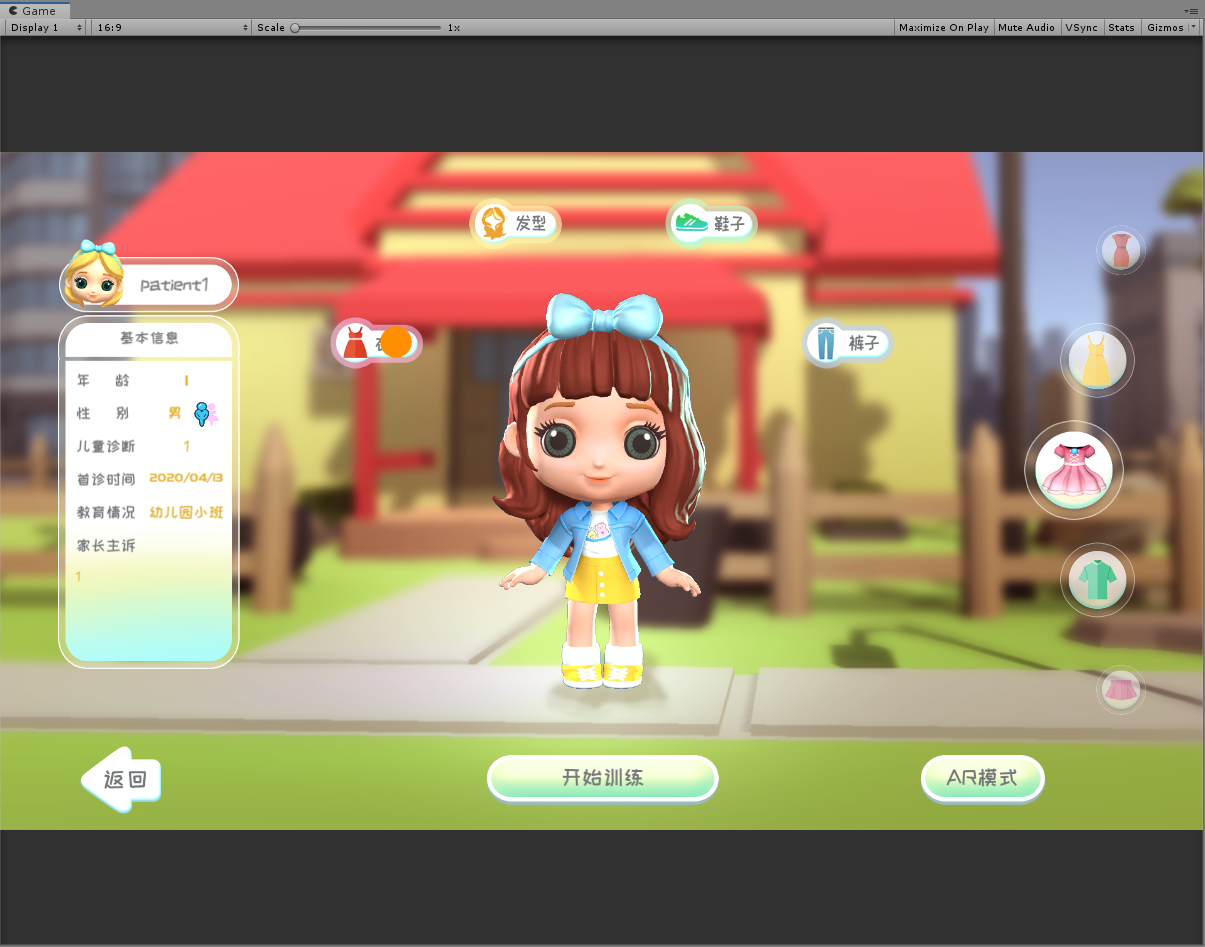 Game
Display 1
16:9
Scale
1x
Maximize On Play
Mute Audio
VSync
Stats
Gizmos
发型
鞋子
patient1
裤子
基本信息
年 龄 1
性 别 男
儿童诊断 1
首诊时间 2020/04/13
教育情况 幼儿园小班
家长主诉
1
返回
开始训练
AR模式